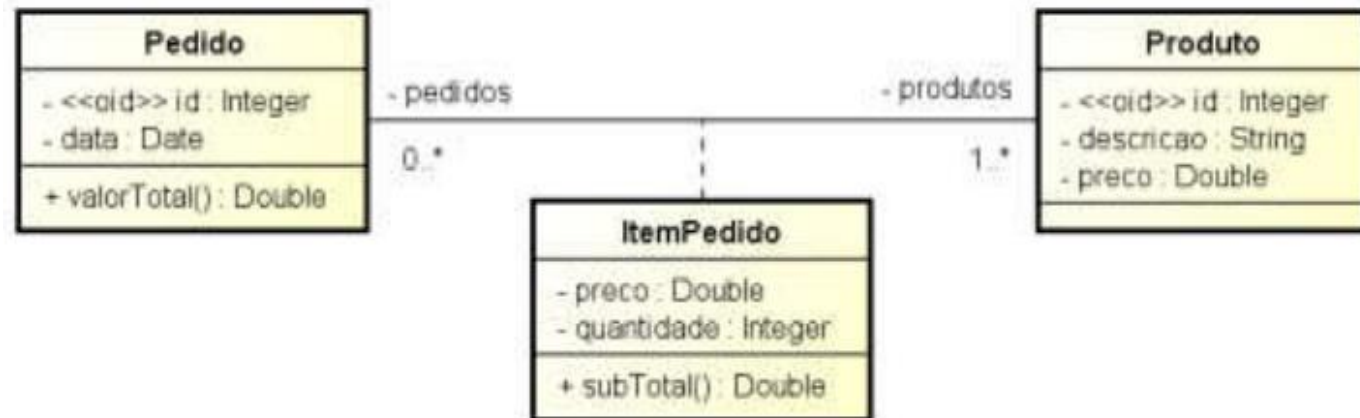 Pedido
- <<oid>> id : Integer
- data : Date
+ valorTotal() : Double
- pedidos
0..*
- produtos
1..*
Produto
- <<oid>> id : Integer
- descricao : String
- preco : Double
ItemPedido
- preco : Double
- quantidade : Integer
+ subTotal() : Double